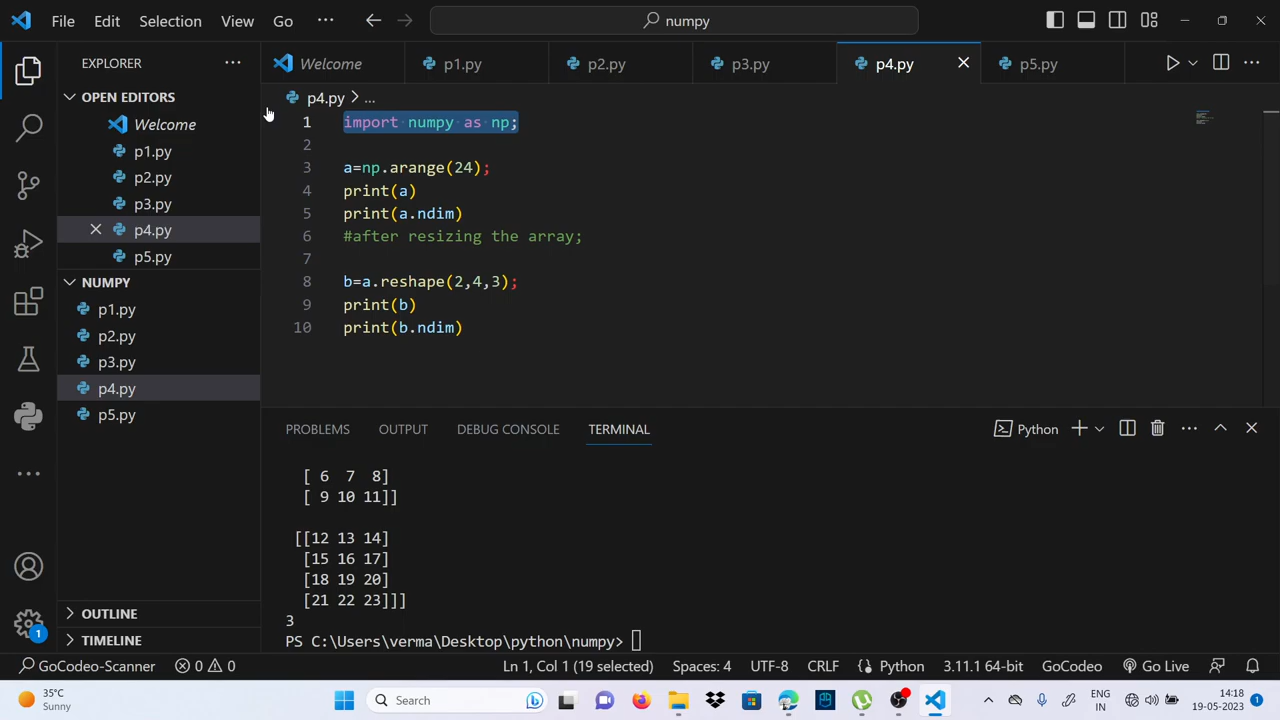 File Edit Selection View Go ... numpy
EXPLORER ... Welcome p1.py p2.py p3.py p4.py p5.py
OPEN EDITORS
Welcome
p1.py
p2.py
p3.py
p4.py
p5.py
NUMPY
p1.py
p2.py
p3.py
p4.py
p5.py
OUTLINE
TIMELINE
p4.py > ...
1 import numpy as np;
2
3 a=np.arange(24);
4 print(a)
5 print(a.ndim)
6 #after resizing the array;
7
8 b=a.reshape(2,4,3);
9 print(b)
10 print(b.ndim)
PROBLEMS OUTPUT DEBUG CONSOLE TERMINAL Python
[ 6 7 8]
[ 9 10 11]]
[[12 13 14]
[15 16 17]
[18 19 20]
[21 22 23]]]
3
PS C:\Users\verma\Desktop\python\numpy>
1
GoCodeo-Scanner 0 0 Ln 1, Col 1 (19 selected) Spaces: 4 UTF-8 CRLF Python 3.11.1 64-bit GoCodeo Go Live
35°C
Sunny
Search
ENG
IN
14:18
19-05-2023